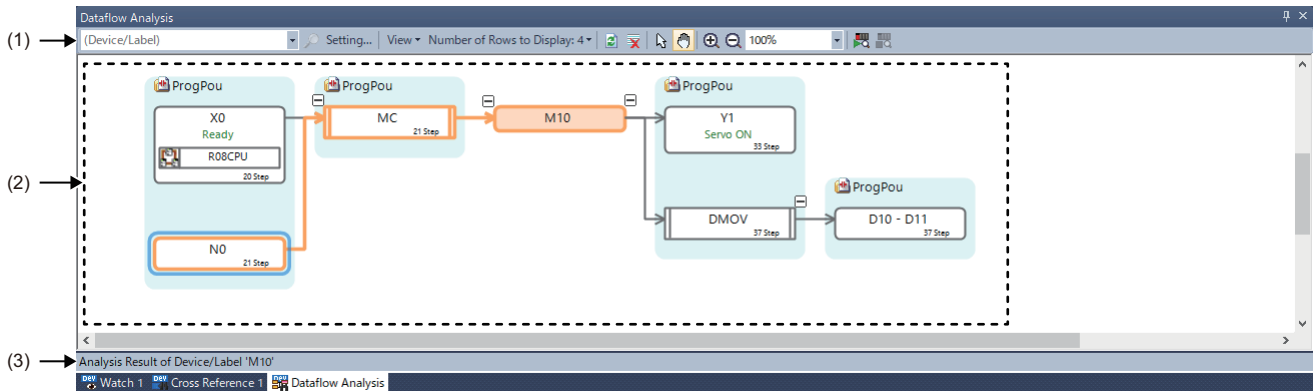 Dataflow Analysis
(1)
(Device/Label)
Setting...
View
Number of Rows to Display: 4
100%
(2)
ProgPou
X0
Ready
R08CPU
20 Step
N0
21 Step
ProgPou
MC
21 Step
M10
ProgPou
Y1
Servo ON
33 Step
DMOV
37 Step
ProgPou
D10 - D11
37 Step
(3)
Analysis Result of Device/Label 'M10'
Watch 1
Cross Reference 1
Dataflow Analysis